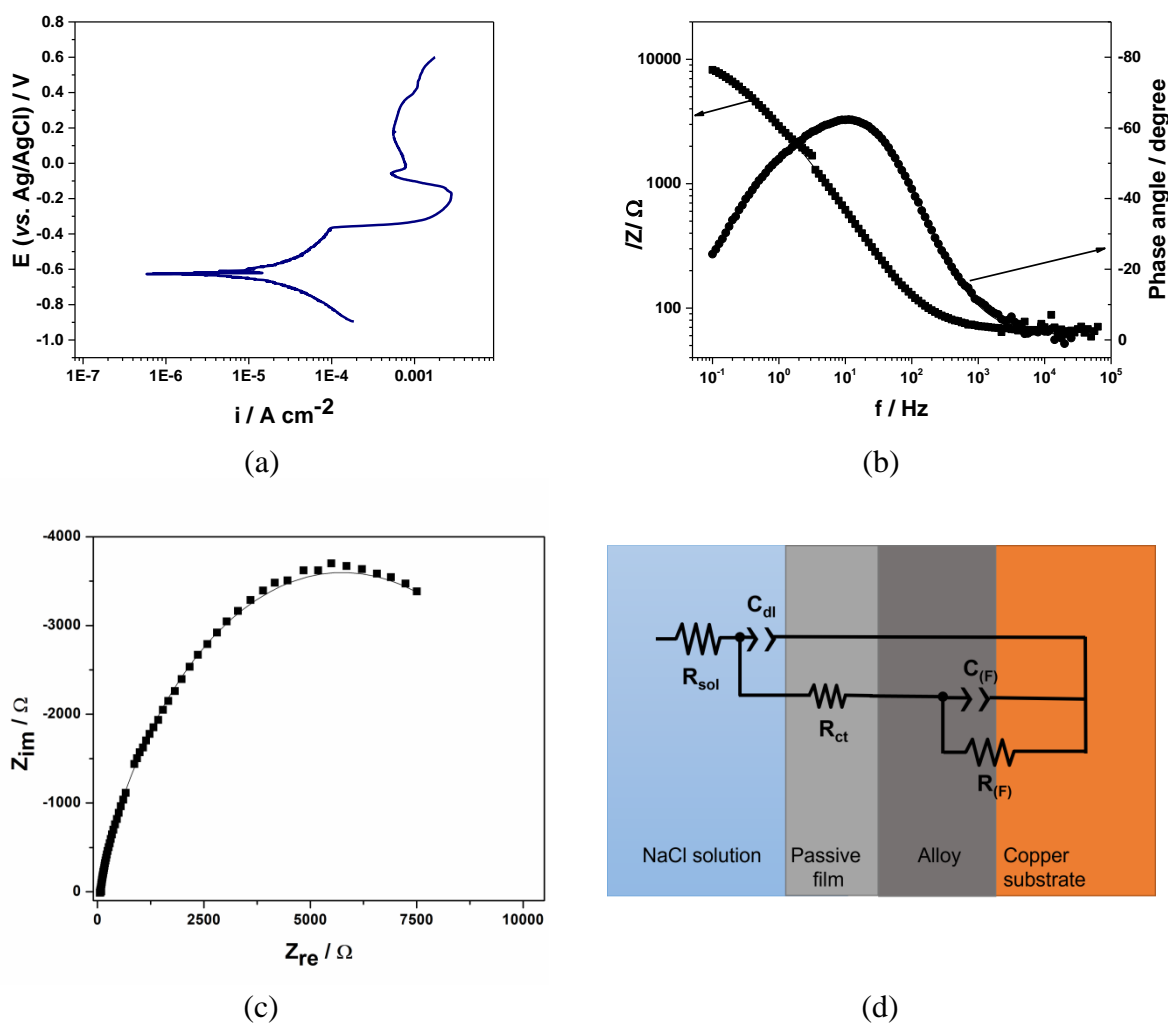 E (vs. Ag/AgCl) / V
0.6
0.4
0.2
0.0
-0.2
-0.4
-0.6
-0.8
-1.0
1E-7 1E-6 1E-5 1E-4 0.001
i / A cm-2
(a)
/Z/ Ω
10000
1000
100
Phase angle / degree
-80
-60
-40
-20
0
10-1 100 101 102 103 104 105
f / Hz
(b)
Zim / Ω
-4000
-3000
-2000
-1000
0
0 2500 5000 7500 10000
Zre / Ω
(c)
Cdl
Rsol
C(F)
Rct
R(F)
NaCl solution
Passive
film
Alloy
Copper
substrate
(d)